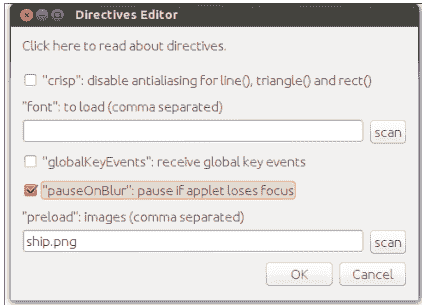 Directives Editor
Click here to read about directives.
"crisp": disable antialiasing for line(), triangle() and rect()
"font": to load (comma separated)
scan
"globalKeyEvents": receive global key events
"pauseOnBlur": pause if applet loses focus
"preload": images (comma separated)
ship.png scan
OK Cancel